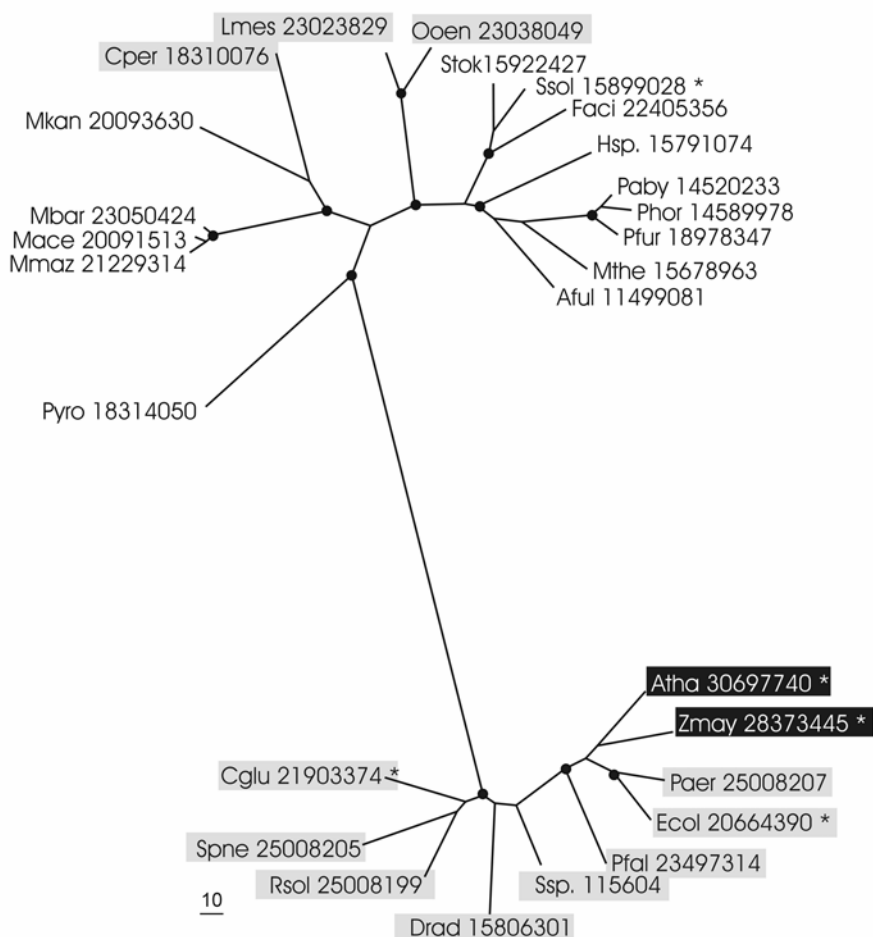 Lmes 23023829
Ooen 23038049
Cper 18310076
Stok15922427
Ssol 15899028 *
Faci 22405356
Mkan 20093630
Hsp. 15791074
Paby 14520233
Mbar 23050424
Phor 14589978
Mace 20091513
Pfur 18978347
Mmaz 21229314
Mthe 15678963
Aful 11499081
Pyro 18314050
Atha 30697740 *
Zmay 28373445 *
Cglu 21903374 *
Paer 25008207
Ecol 20664390 *
Spne 25008205
Pfal 23497314
Rsol 25008199
Ssp. 115604
10
Drad 15806301